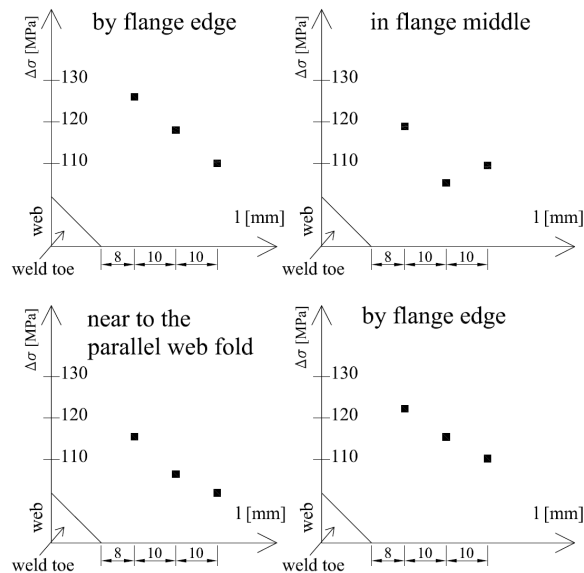 by flange edge
Δσ [MPa]
130
120
110
web
l [mm]
8
10
10
weld toe
in flange middle
Δσ [MPa]
130
120
110
web
l [mm]
8
10
10
weld toe
near to the
parallel web fold
Δσ [MPa]
130
120
110
web
l [mm]
8
10
10
weld toe
by flange edge
Δσ [MPa]
130
120
110
web
l [mm]
8
10
10
weld toe